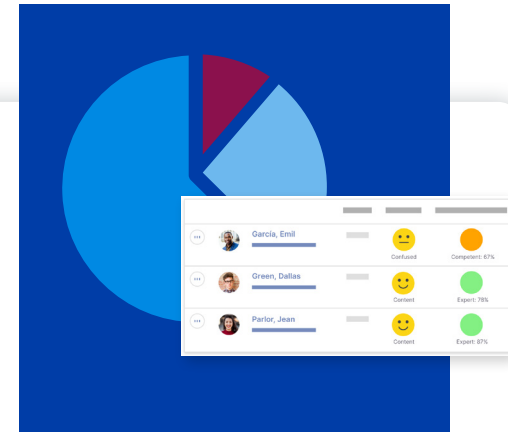 García, Emil
Confused
Competent: 67%
Green, Dallas
Content
Expert: 78%
Parlor, Jean
Content
Expert: 87%